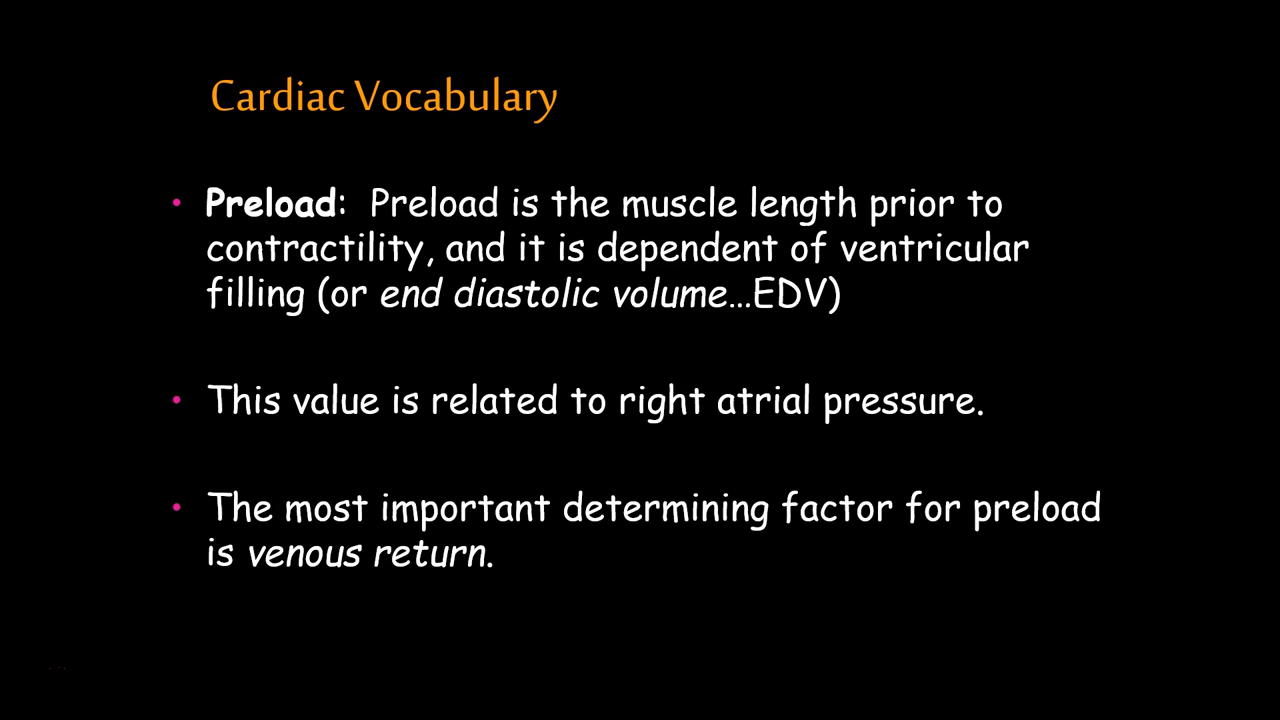 Cardiac Vocabulary
• Preload:  Preload is the muscle length prior to
contractility, and it is dependent of ventricular
filling (or end diastolic volume…EDV)
• This value is related to right atrial pressure.
• The most important determining factor for preload
is venous return.